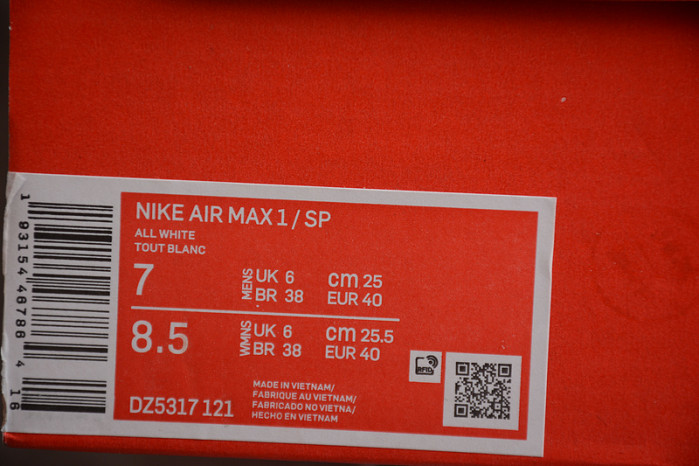 NIKE AIR MAX 1 / SP
ALL WHITE
TOUT BLANC
7 MENS UK 6 cm 25
BR 38 EUR 40
8.5 WMNS UK 6 cm 25.5
BR 38 EUR 40
RFID
MADE IN VIETNAM/
FABRIQUE AU VIETNAM/
FABRICADO NO VIETNA/
HECHO EN VIETNAM
DZ5317 121
1 93154 48788 4 16